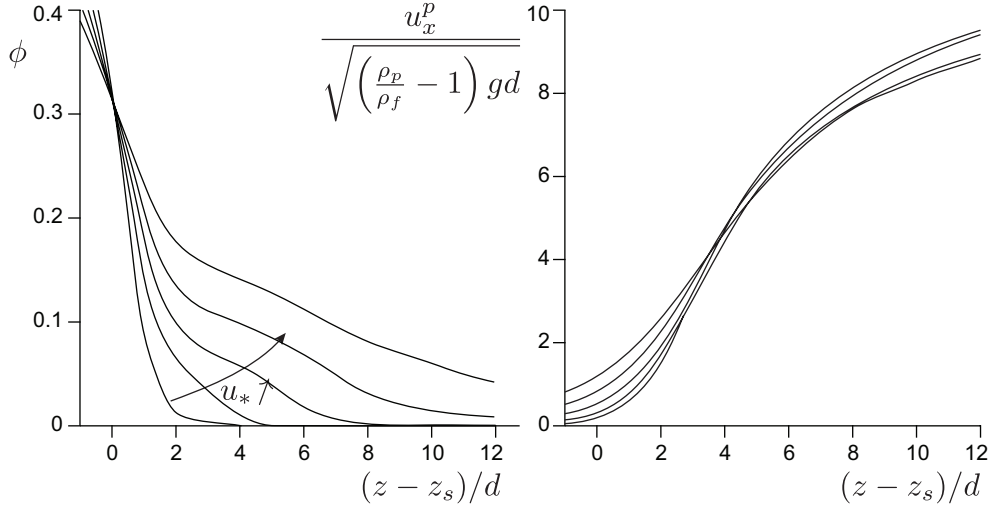 0.4
0.3
0.2
0.1
0
ϕ
0 2 4 6 8 10 12
(z − z_s)/d
u_* ↗
u_x^p / √((ρ_p/ρ_f − 1) gd)
10
8
6
4
2
0
0 2 4 6 8 10 12
(z − z_s)/d